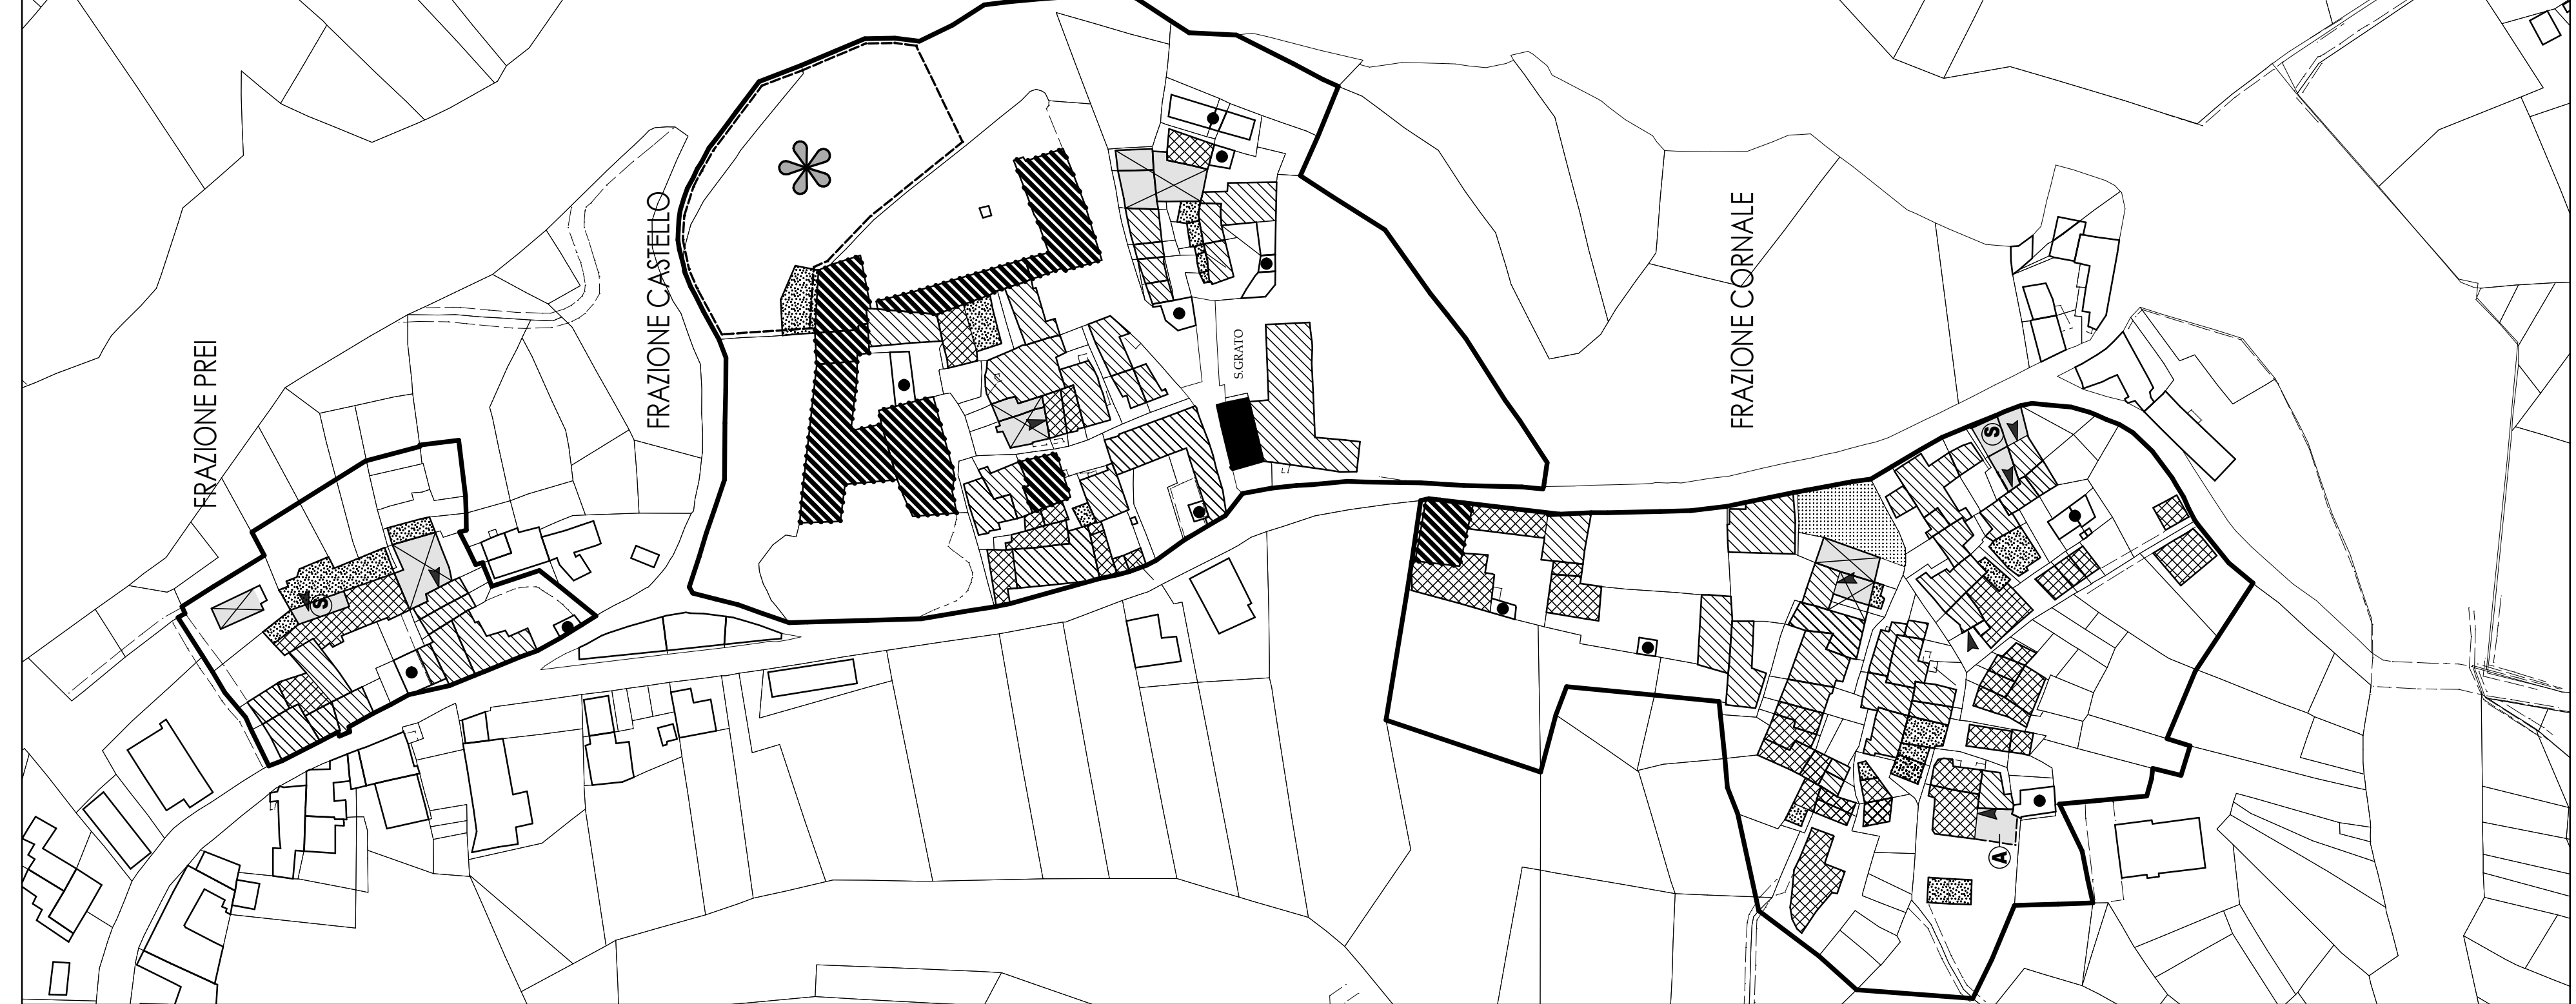 FRAZIONE PREI
FRAZIONE CASTELLO
S.GRATO
FRAZIONE CORNALE
S
S
A